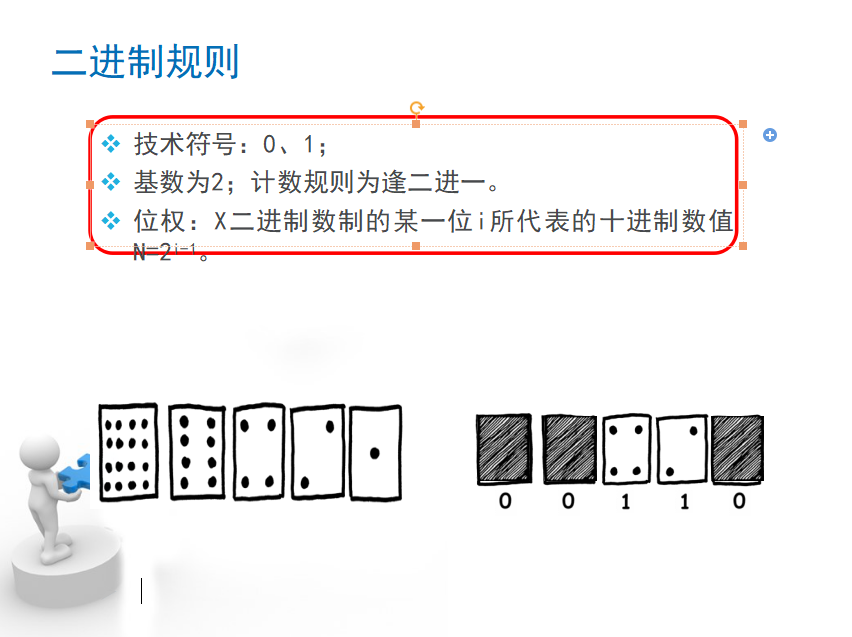 二进制规则
技术符号：0、1；
基数为2；计数规则为逢二进一。
位权：X二进制数制的某一位i所代表的十进制数值
N=2ⁱ⁻¹。
0 0 1 1 0